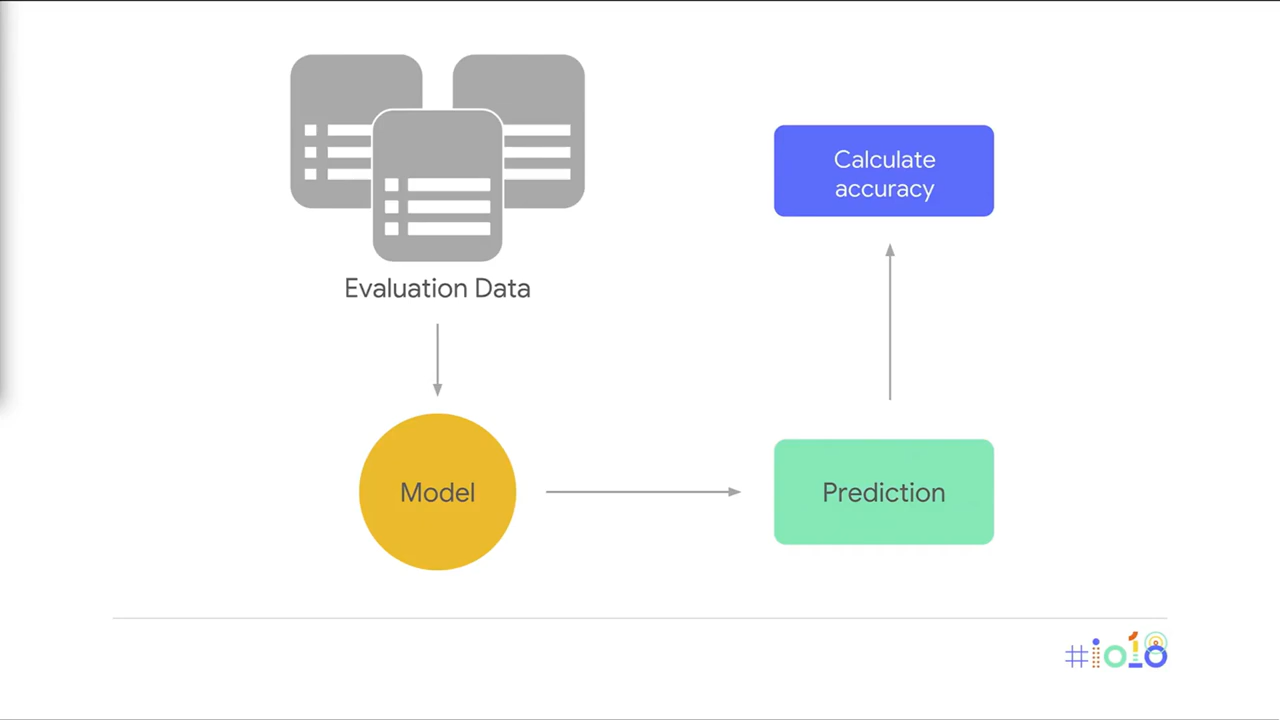 Evaluation Data
Model
Prediction
Calculate
accuracy
#io18